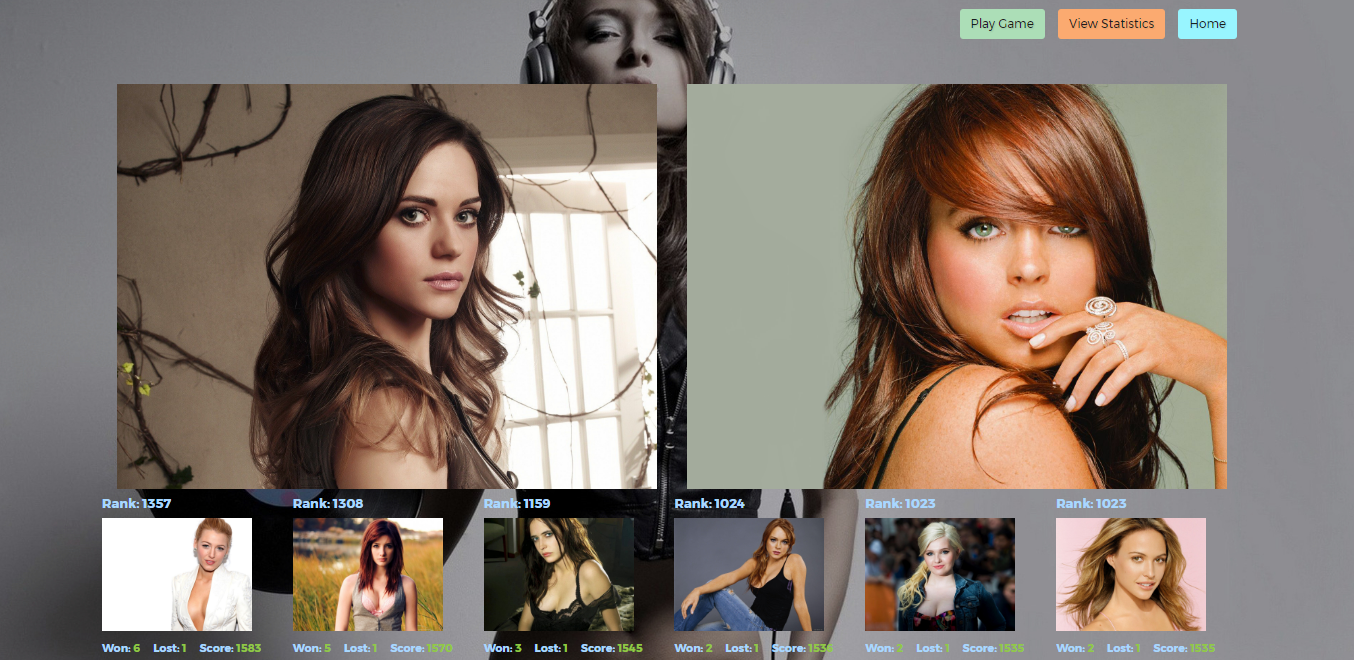 Play Game View Statistics Home
Rank: 1357 Rank: 1308 Rank: 1159 Rank: 1024 Rank: 1023 Rank: 1023
Won: 6 Lost: 1 Score: 1583 Won: 5 Lost: 1 Score: 1570 Won: 3 Lost: 1 Score: 1545 Won: 2 Lost: 1 Score: 1536 Won: 2 Lost: 1 Score: 1535 Won: 2 Lost: 1 Score: 1535